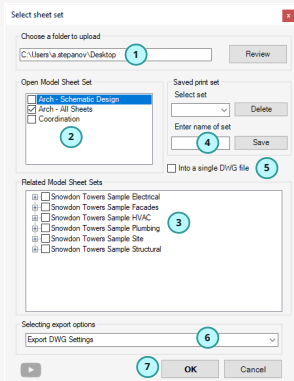 Select sheet set
x
Choose a folder to upload
C:\Users\a.stepanov\Desktop
1
Review
Open Model Sheet Set
Arch - Schematic Design
Arch - All Sheets
Coordination
2
Saved print set
Select set
Delete
Enter name of set
4
Save
Into a single DWG file
5
Related Model Sheet Sets
Snowdon Towers Sample Electrical
Snowdon Towers Sample Facades
Snowdon Towers Sample HVAC
Snowdon Towers Sample Plumbing
Snowdon Towers Sample Site
Snowdon Towers Sample Structural
3
Selecting export options
Export DWG Settings
6
7
OK
Cancel